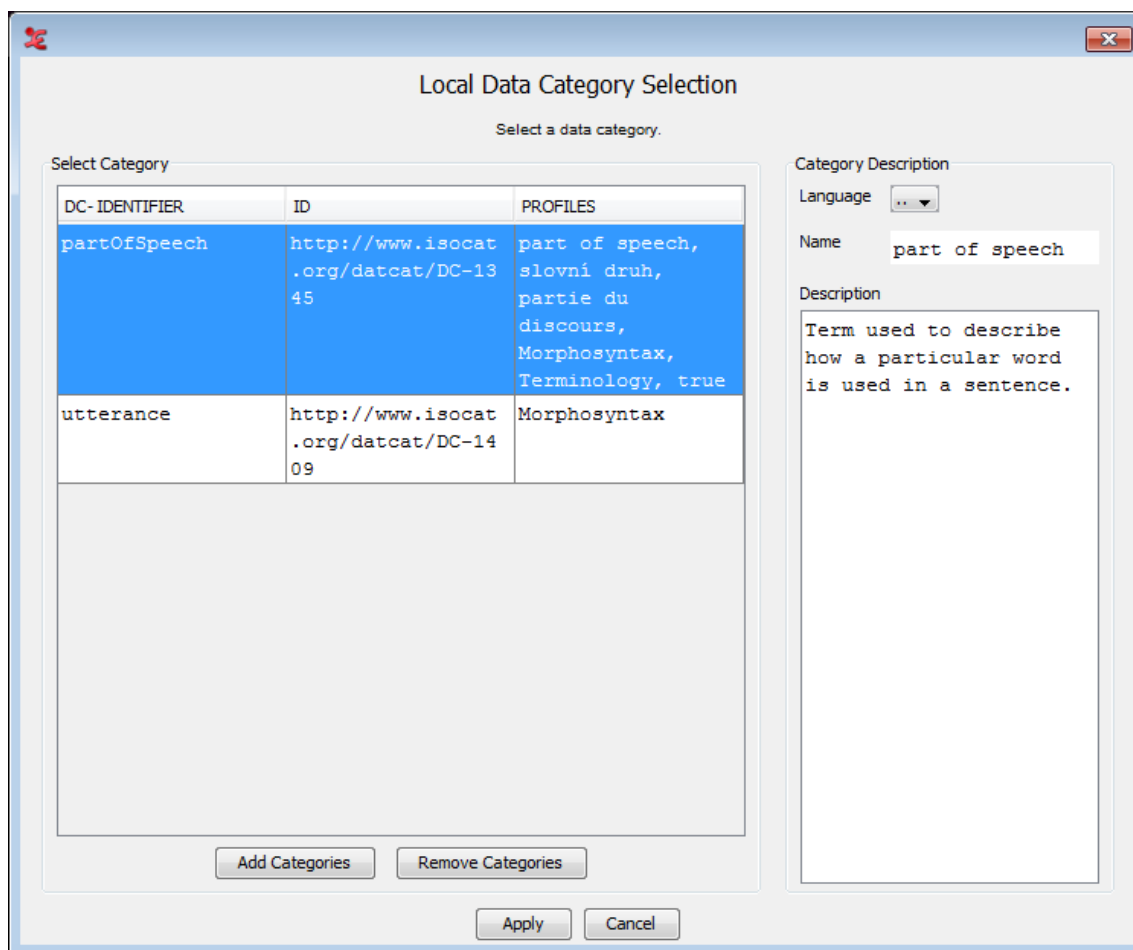 Local Data Category Selection
Select a data category.
Select Category
DC-IDENTIFIER ID PROFILES
partOfSpeech http://www.isocat part of speech,
.org/datcat/DC-13 slovní druh,
45 partie du
discours,
Morphosyntax,
Terminology, true
utterance http://www.isocat Morphosyntax
.org/datcat/DC-14
09
Add Categories Remove Categories
Category Description
Language ..
Name part of speech
Description
Term used to describe
how a particular word
is used in a sentence.
Apply Cancel